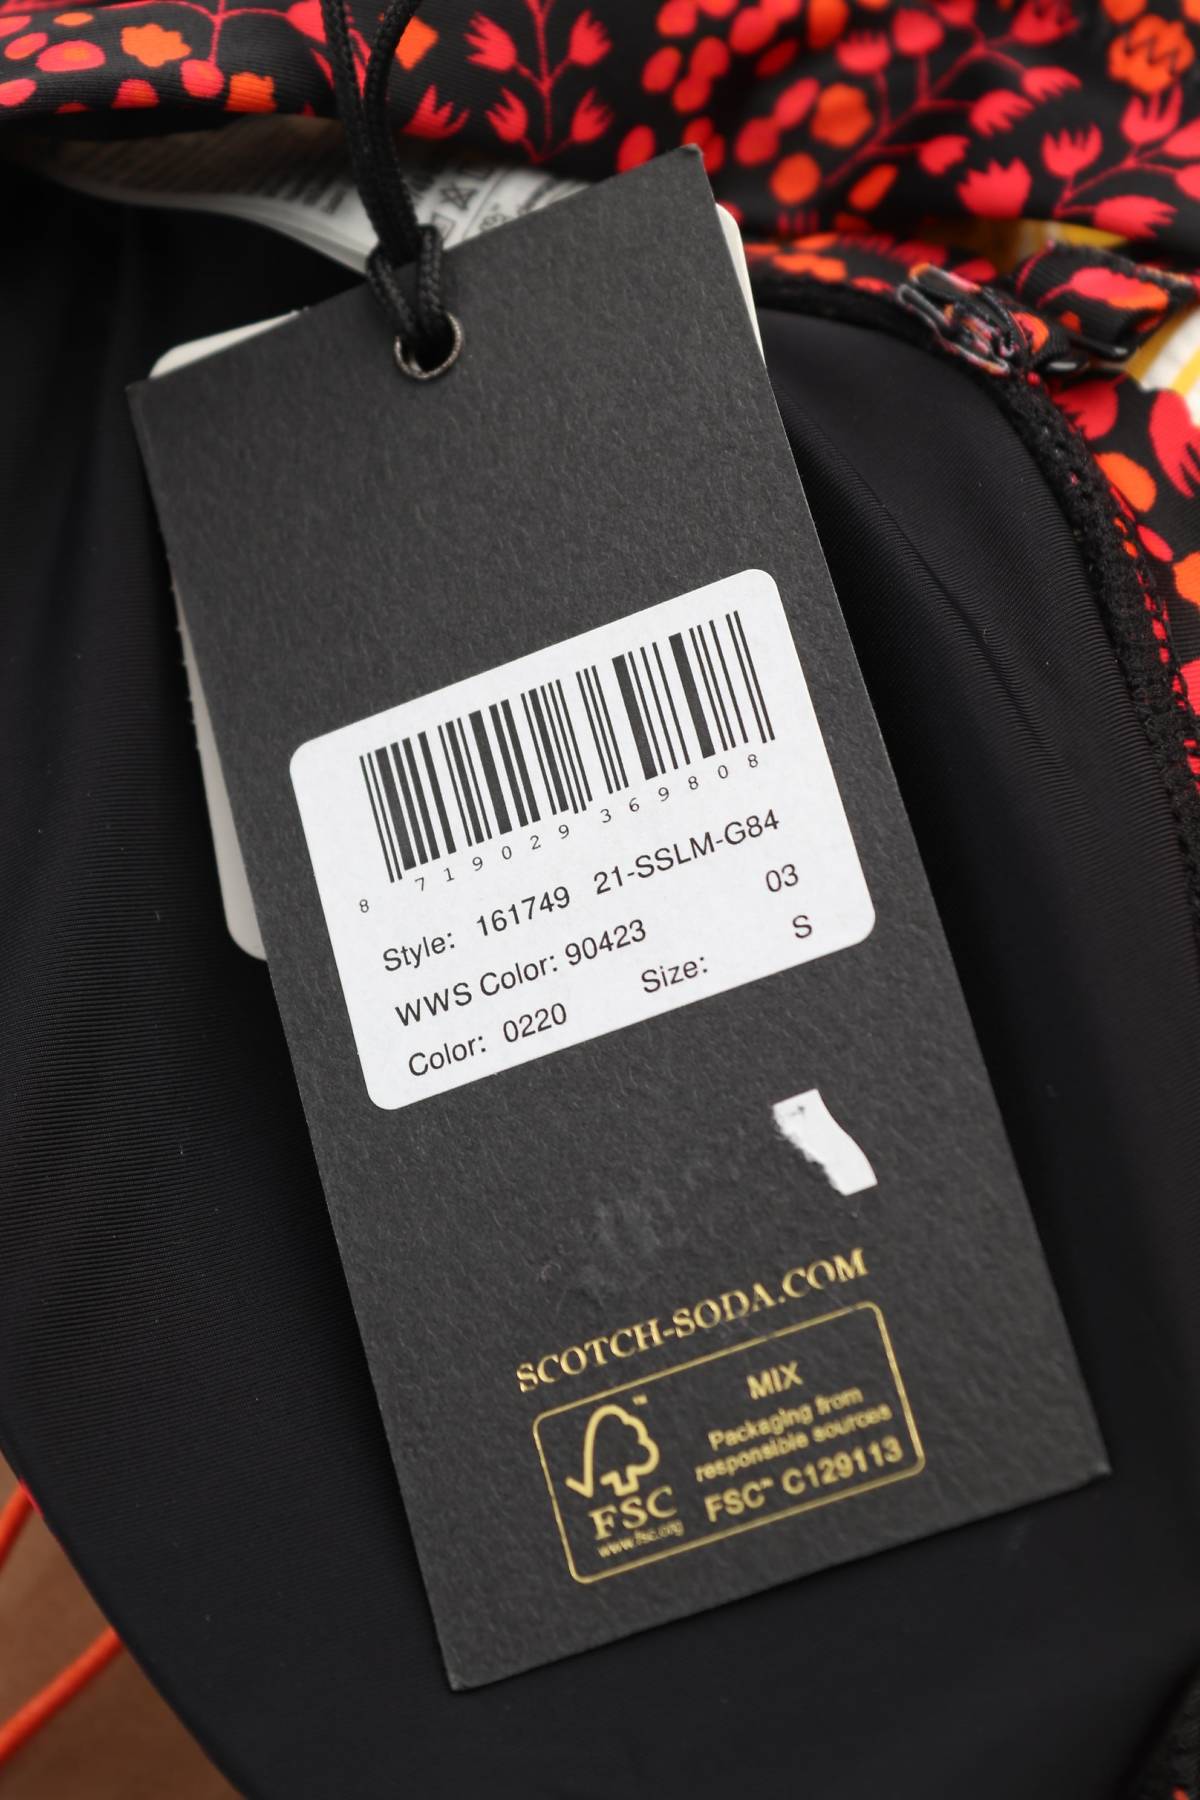 8 719029 369808
Style: 161749 21-SSLM-G84
WWS Color: 90423 03
Color: 0220 Size: S
SCOTCH-SODA.COM
FSC™
www.fsc.org
MIX
Packaging from
responsible sources
FSC™ C129113